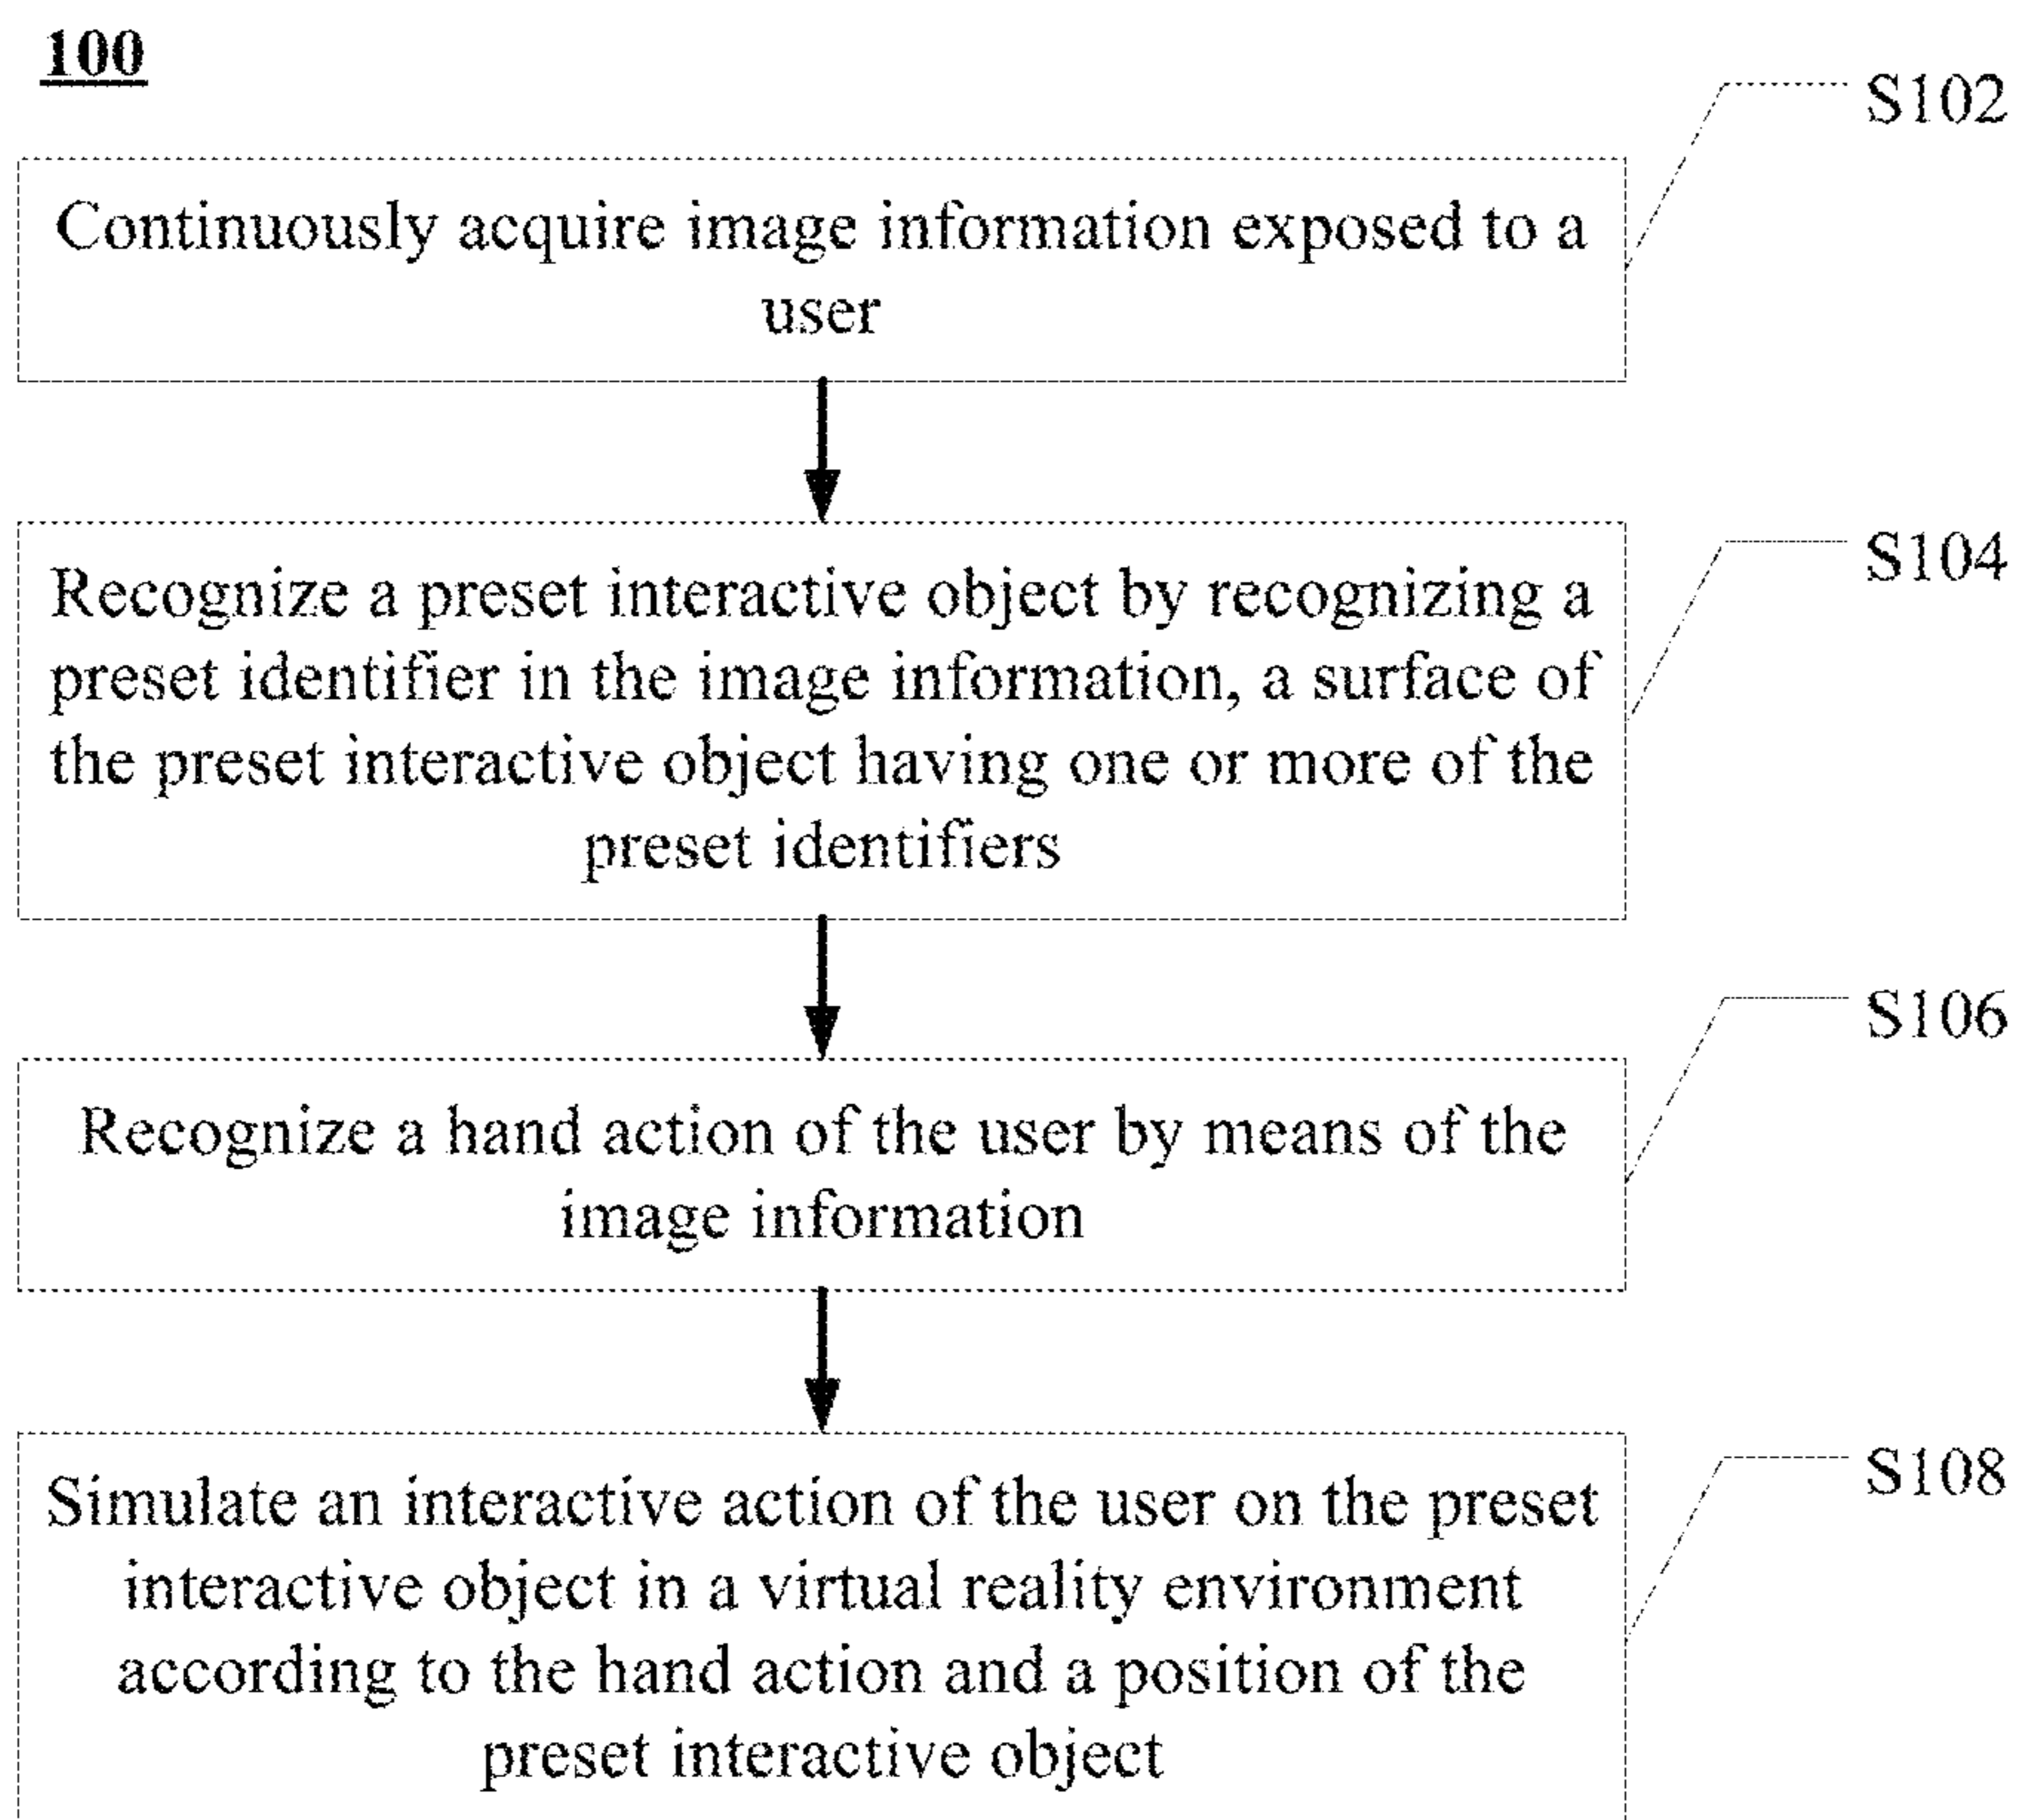 100
S102
Continuously acquire image information exposed to a
user
S104
Recognize a preset interactive object by recognizing a
preset identifier in the image information, a surface of
the preset interactive object having one or more of the
preset identifiers
S106
Recognize a hand action of the user by means of the
image information
S108
Simulate an interactive action of the user on the preset
interactive object in a virtual reality environment
according to the hand action and a position of the
preset interactive object